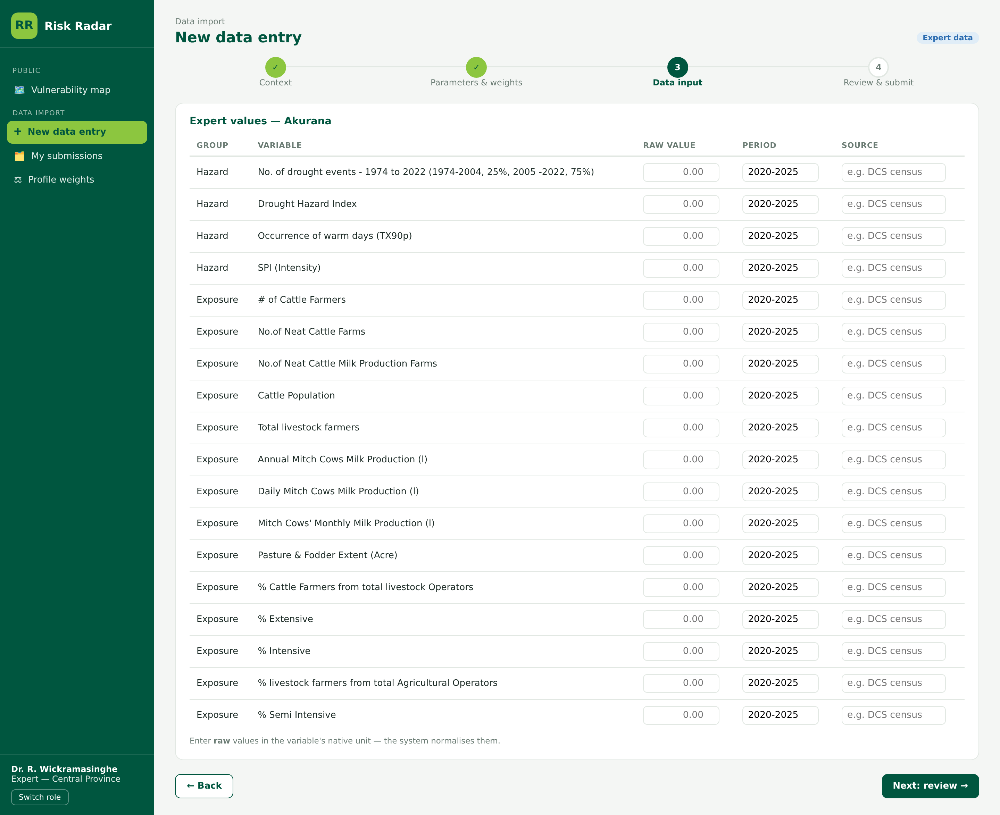 RR Risk Radar
PUBLIC
Vulnerability map
DATA IMPORT
New data entry
My submissions
Profile weights
Dr. R. Wickramasinghe
Expert — Central Province
Switch role
Data import
New data entry
Expert data
✓ ✓ 3 4
Context Parameters & weights Data input Review & submit
Expert values — Akurana
GROUP VARIABLE RAW VALUE PERIOD SOURCE
Hazard No. of drought events - 1974 to 2022 (1974-2004, 25%, 2005 -2022, 75%) 0.00 2020-2025 e.g. DCS census
Hazard Drought Hazard Index 0.00 2020-2025 e.g. DCS census
Hazard Occurrence of warm days (TX90p) 0.00 2020-2025 e.g. DCS census
Hazard SPI (Intensity) 0.00 2020-2025 e.g. DCS census
Exposure # of Cattle Farmers 0.00 2020-2025 e.g. DCS census
Exposure No.of Neat Cattle Farms 0.00 2020-2025 e.g. DCS census
Exposure No.of Neat Cattle Milk Production Farms 0.00 2020-2025 e.g. DCS census
Exposure Cattle Population 0.00 2020-2025 e.g. DCS census
Exposure Total livestock farmers 0.00 2020-2025 e.g. DCS census
Exposure Annual Mitch Cows Milk Production (l) 0.00 2020-2025 e.g. DCS census
Exposure Daily Mitch Cows Milk Production (l) 0.00 2020-2025 e.g. DCS census
Exposure Mitch Cows' Monthly Milk Production (l) 0.00 2020-2025 e.g. DCS census
Exposure Pasture & Fodder Extent (Acre) 0.00 2020-2025 e.g. DCS census
Exposure % Cattle Farmers from total livestock Operators 0.00 2020-2025 e.g. DCS census
Exposure % Extensive 0.00 2020-2025 e.g. DCS census
Exposure % Intensive 0.00 2020-2025 e.g. DCS census
Exposure % livestock farmers from total Agricultural Operators 0.00 2020-2025 e.g. DCS census
Exposure % Semi Intensive 0.00 2020-2025 e.g. DCS census
Enter raw values in the variable's native unit — the system normalises them.
← Back
Next: review →